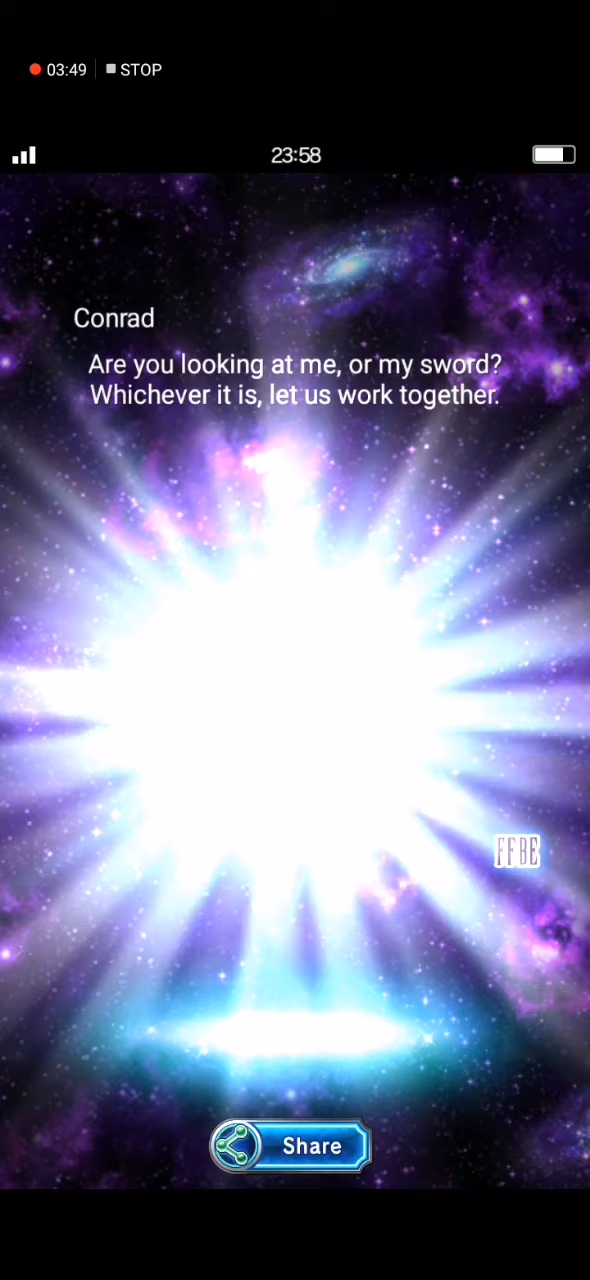 03:49 STOP
23:58
Conrad
Are you looking at me, or my sword?
Whichever it is, let us work together.
FFBE
Share